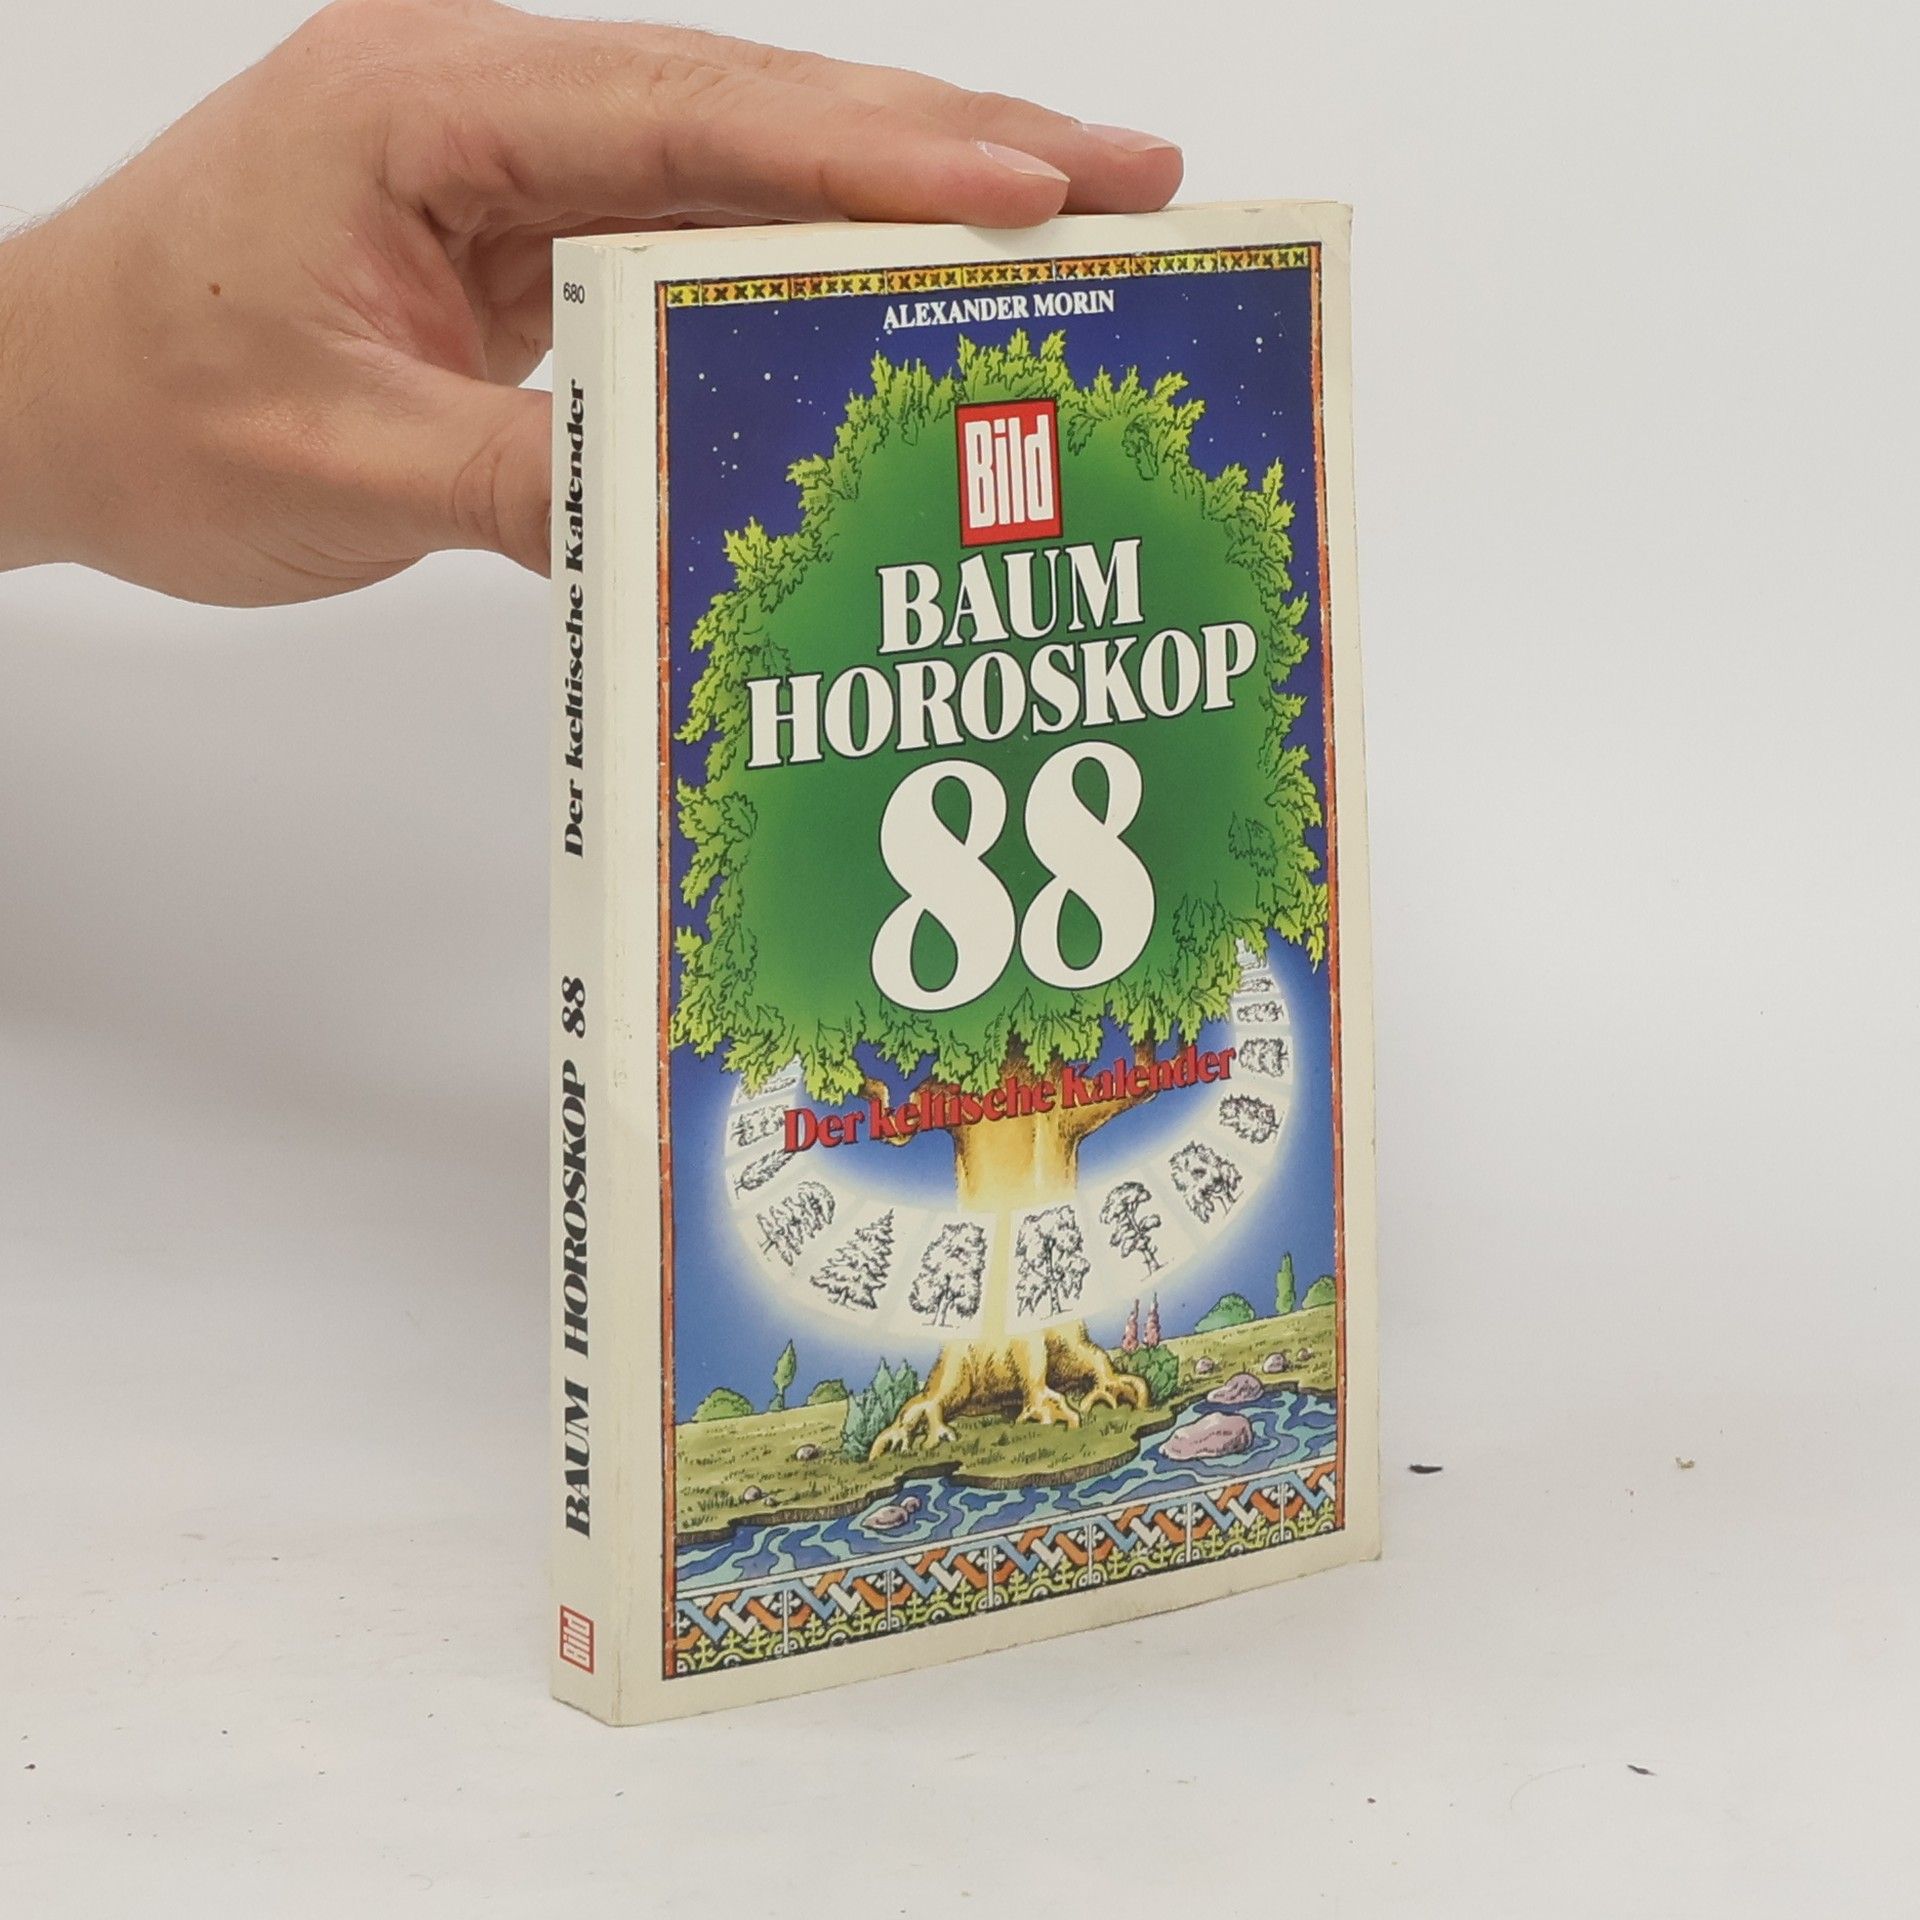 680
Der keltische Kalender
BAUM HOROSKOP 88
Bild
ALEXANDER MORIN
Bild
BAUM
HOROSKOP
88
Der keltische Kalender